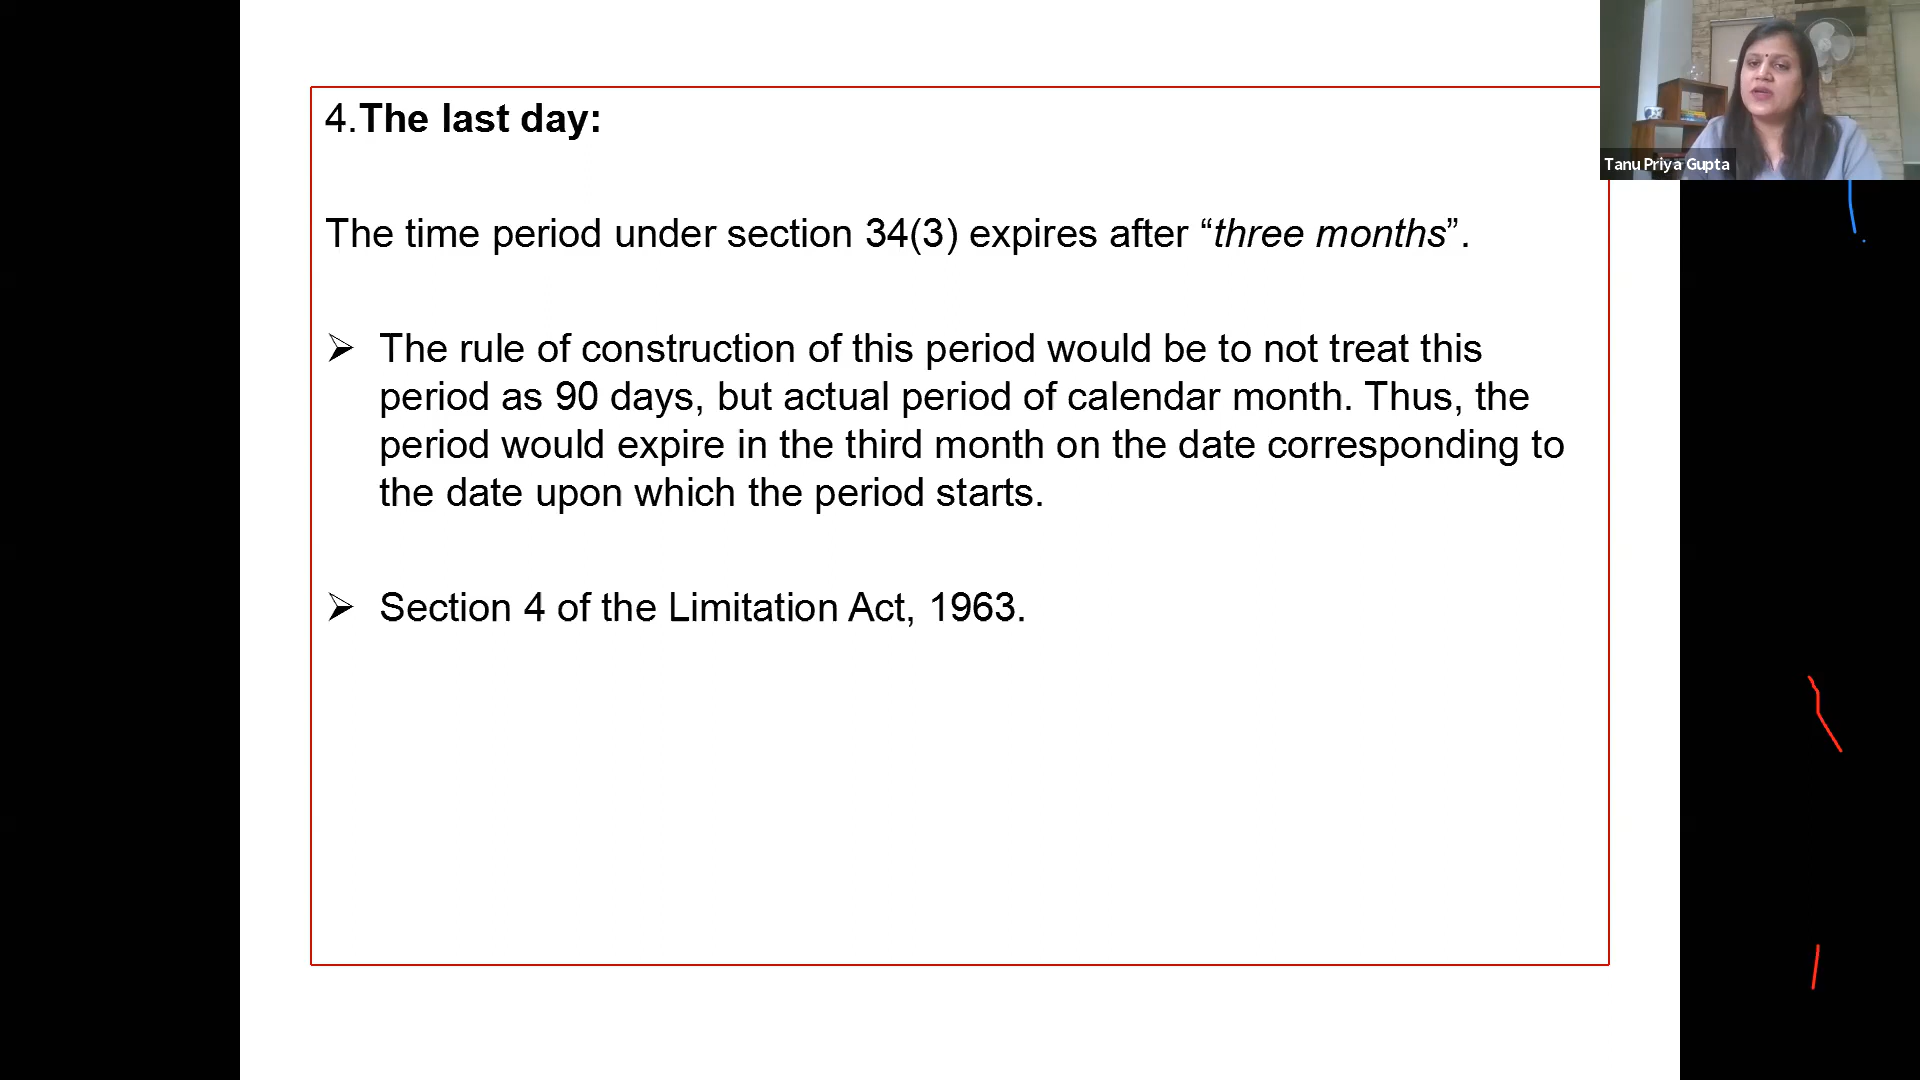 4.The last day:
Tanu Priya Gupta
The time period under section 34(3) expires after “three months”.
➢ The rule of construction of this period would be to not treat this
period as 90 days, but actual period of calendar month. Thus, the
period would expire in the third month on the date corresponding to
the date upon which the period starts.
➢ Section 4 of the Limitation Act, 1963.